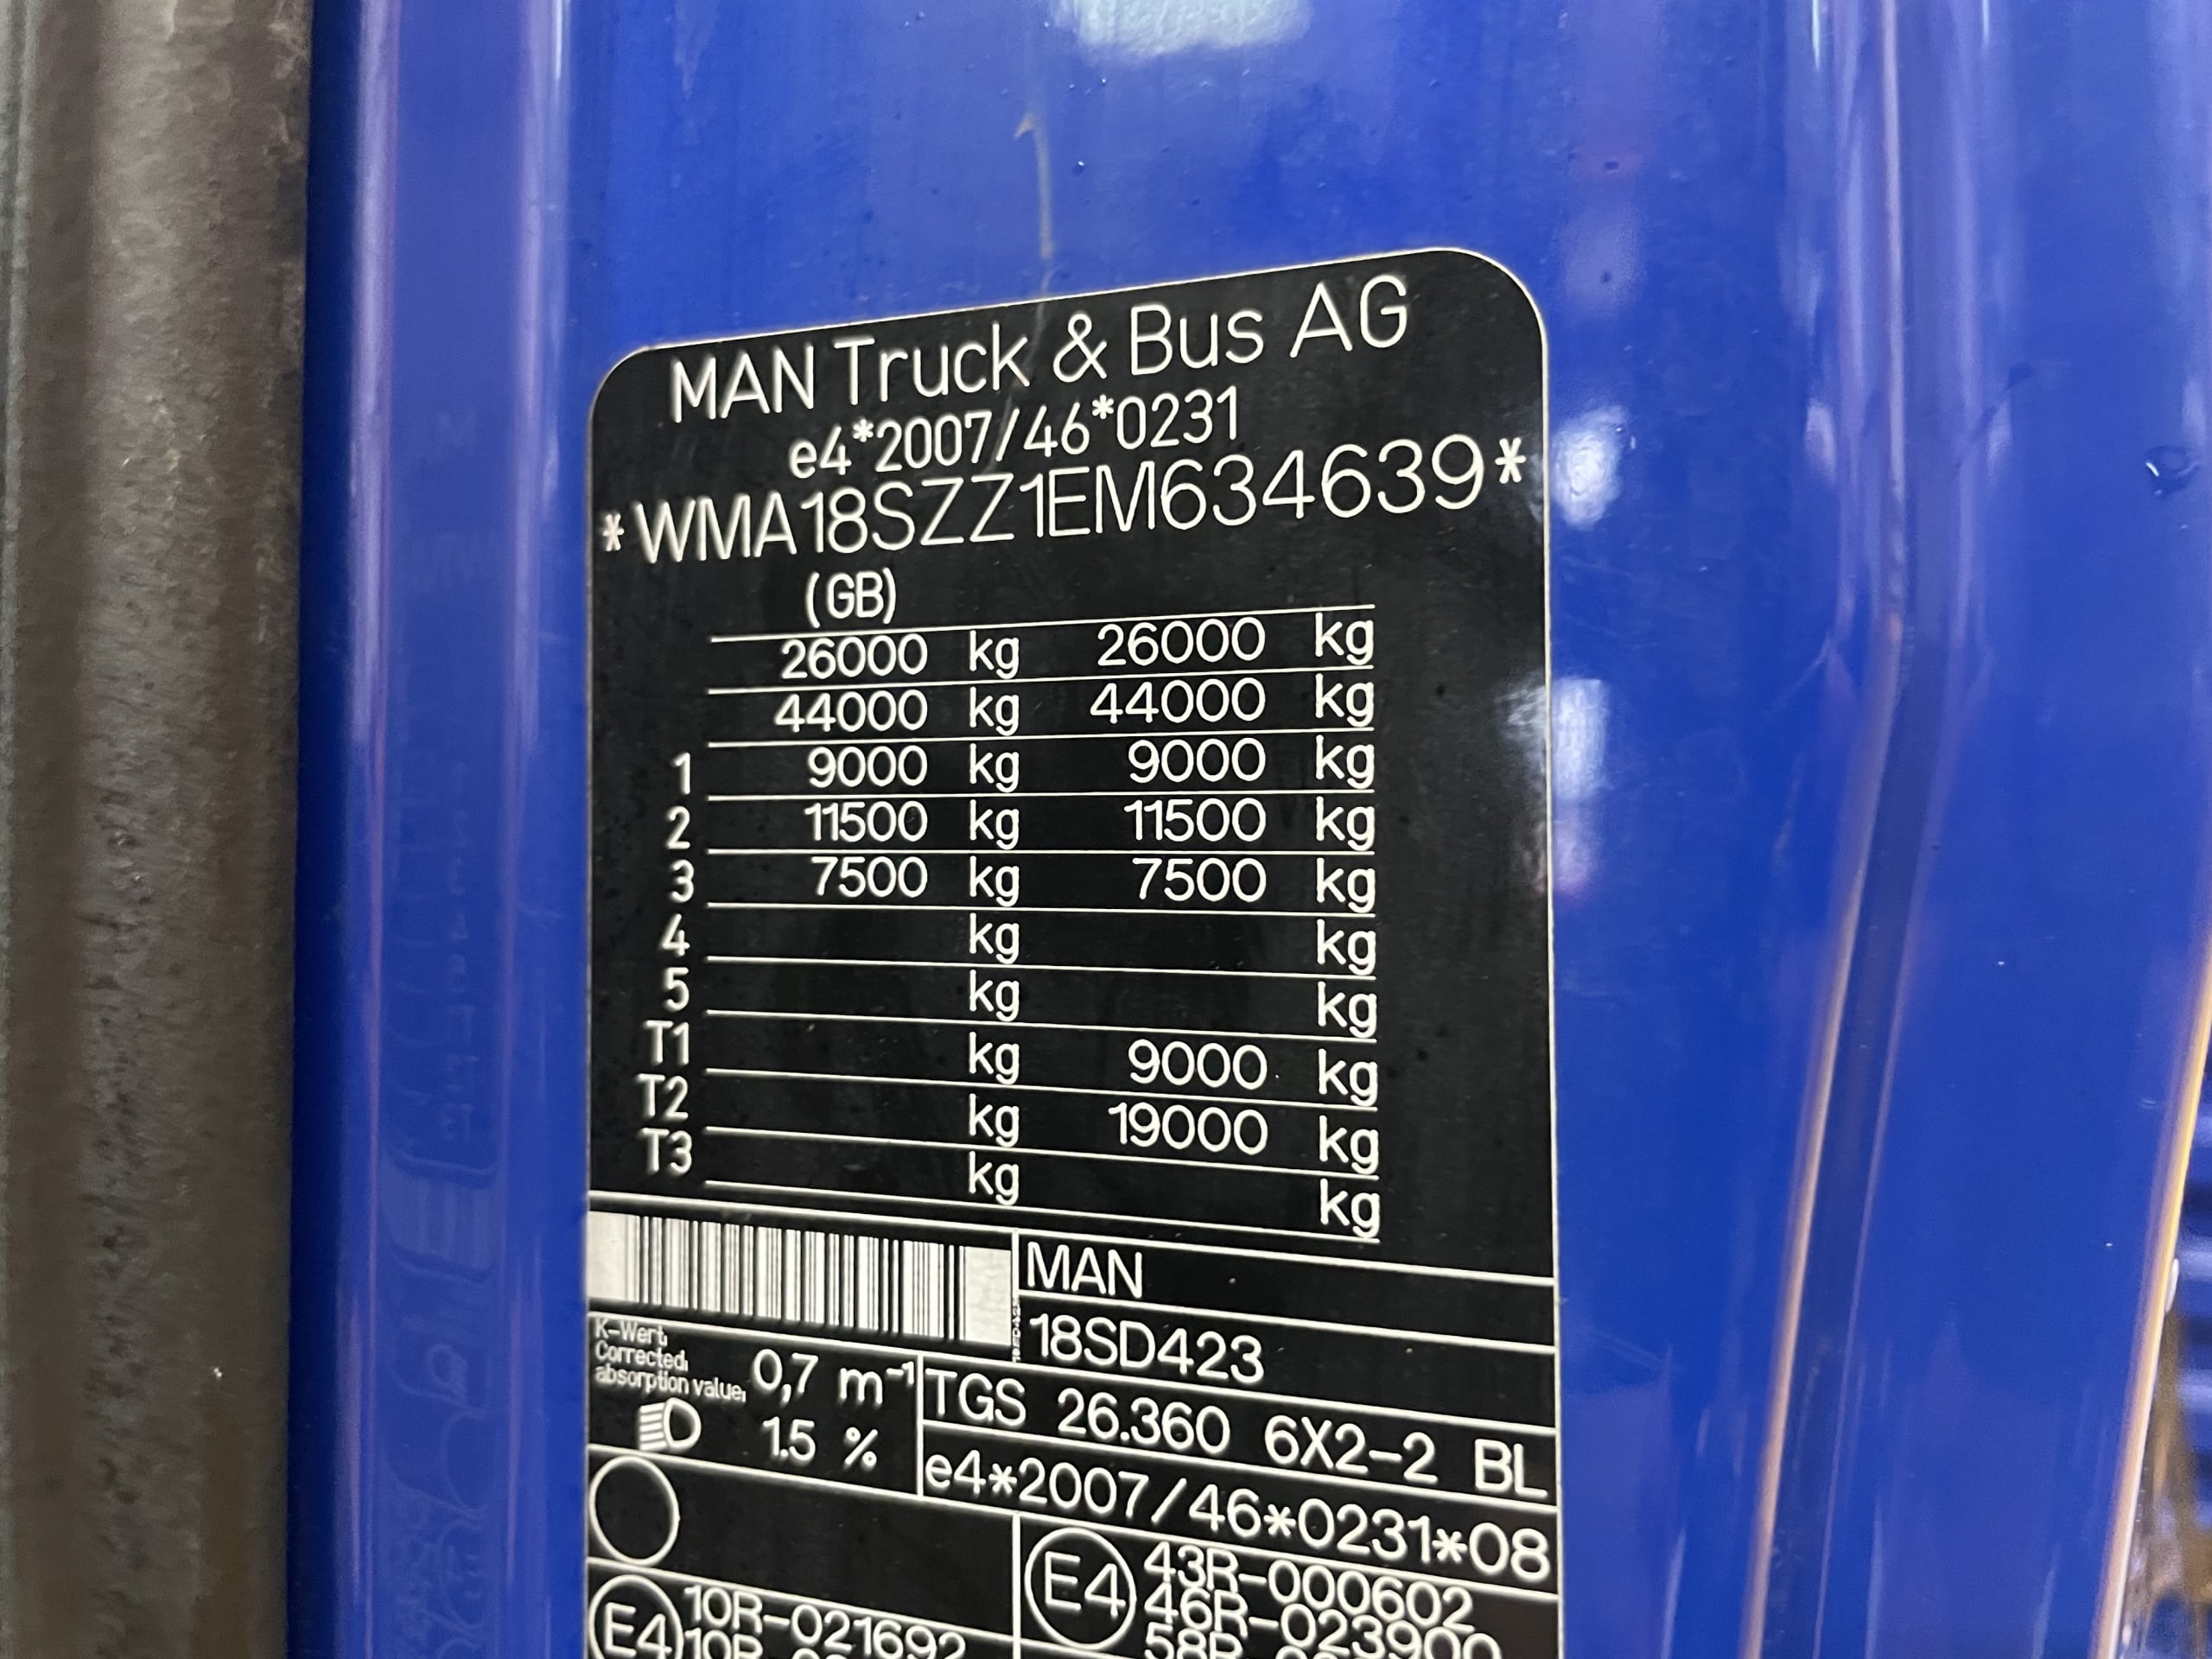 MAN Truck & Bus AG
e4*2007/46*0231
*WMA18SZZ1EM634639*
(GB)
26000 kg 26000 kg
44000 kg 44000 kg
1 9000 kg 9000 kg
2 11500 kg 11500 kg
3 7500 kg 7500 kg
4 kg kg
5 kg kg
T1 kg 9000 kg
T2 kg 19000 kg
T3 kg kg
MAN
18SD423
K-Wert,
Corrected,
absorption value,
0,7 m⁻¹
1.5 %
TGS 26.360 6X2-2 BL
e4*2007/46*0231*08
E4
43R-000602
46R-023900
58R
E4
10R-021692
10R